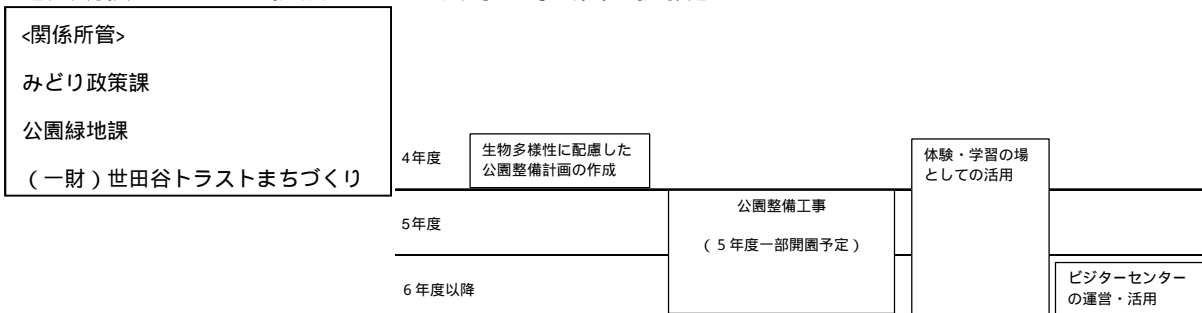 <関係所管>
みどり政策課
公園緑地課
（一財）世田谷トラストまちづくり
4年度
生物多様性に配慮した
公園整備計画の作成
体験・学習の場
としての活用
5年度
公園整備工事
（５年度一部開園予定）
６年度以降
ビジターセンター
の運営・活用